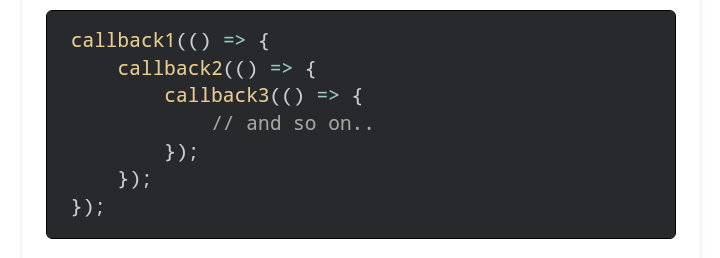 callback1(() => {
    callback2(() => {
        callback3(() => {
            // and so on..
        });
    });
});